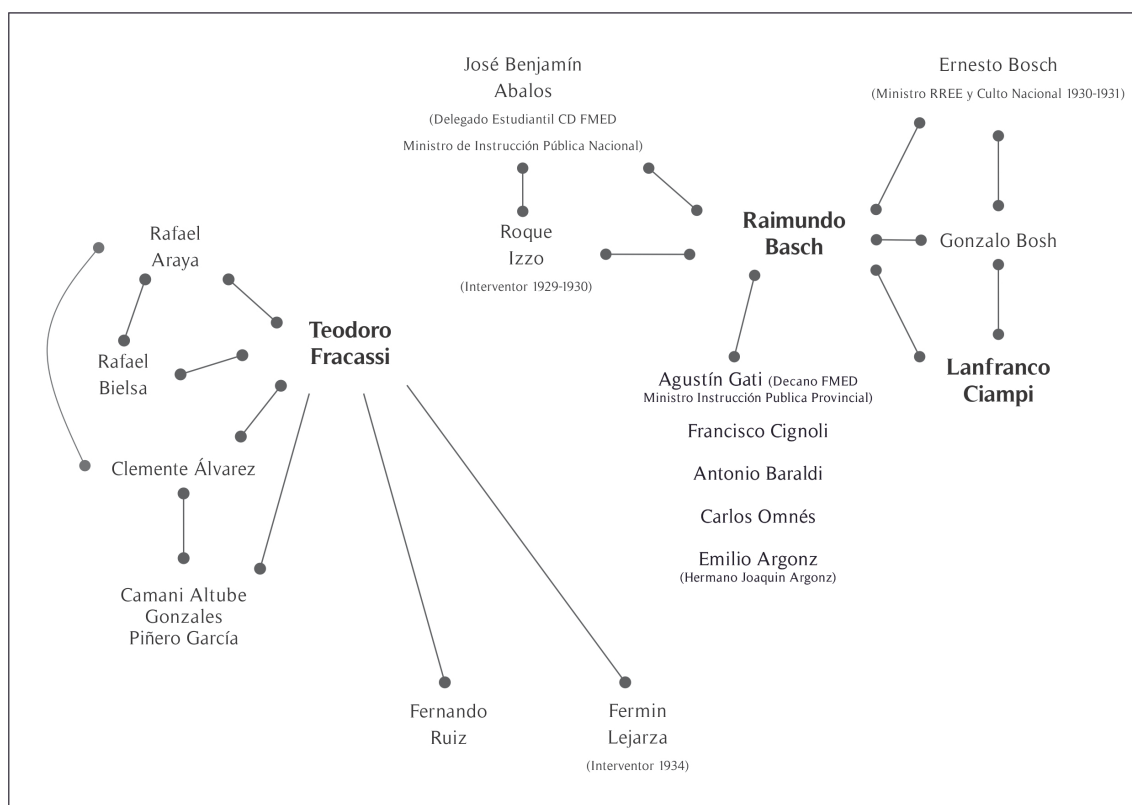 José Benjamín
Abalos
(Delegado Estudiantil CD FMED
Ministro de Instrucción Pública Nacional)
Ernesto Bosch
(Ministro RREE y Culto Nacional 1930-1931)
Rafael
Araya
Roque
Izzo
(Interventor 1929-1930)
Raimundo
Basch
Gonzalo Bosh
Teodoro
Fracassi
Rafael
Bielsa
Agustín Gati (Decano FMED
Ministro Instrucción Publica Provincial)
Lanfranco
Ciampi
Francisco Cignoli
Clemente Álvarez
Antonio Baraldi
Carlos Omnés
Emilio Argonz
(Hermano Joaquin Argonz)
Camani Altube
Gonzales
Piñero García
Fernando
Ruiz
Fermin
Lejarza
(Interventor 1934)